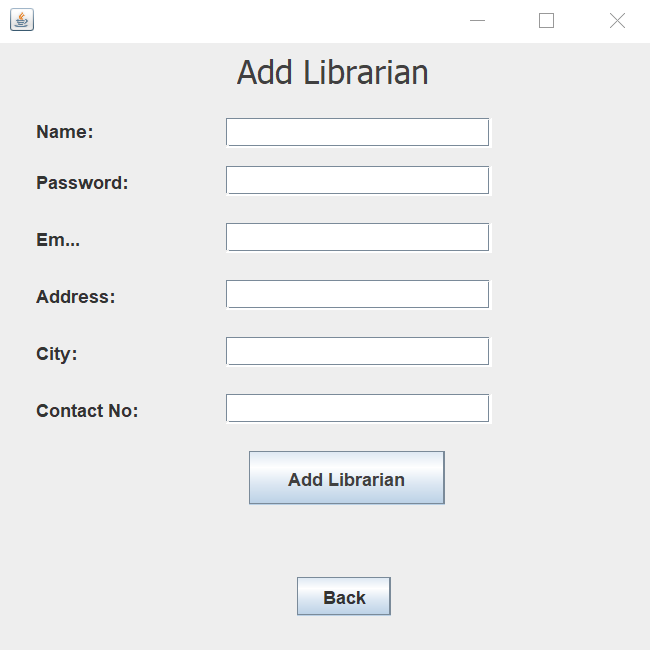 Add Librarian
Name:
Password:
Em...
Address:
City:
Contact No:
Add Librarian
Back